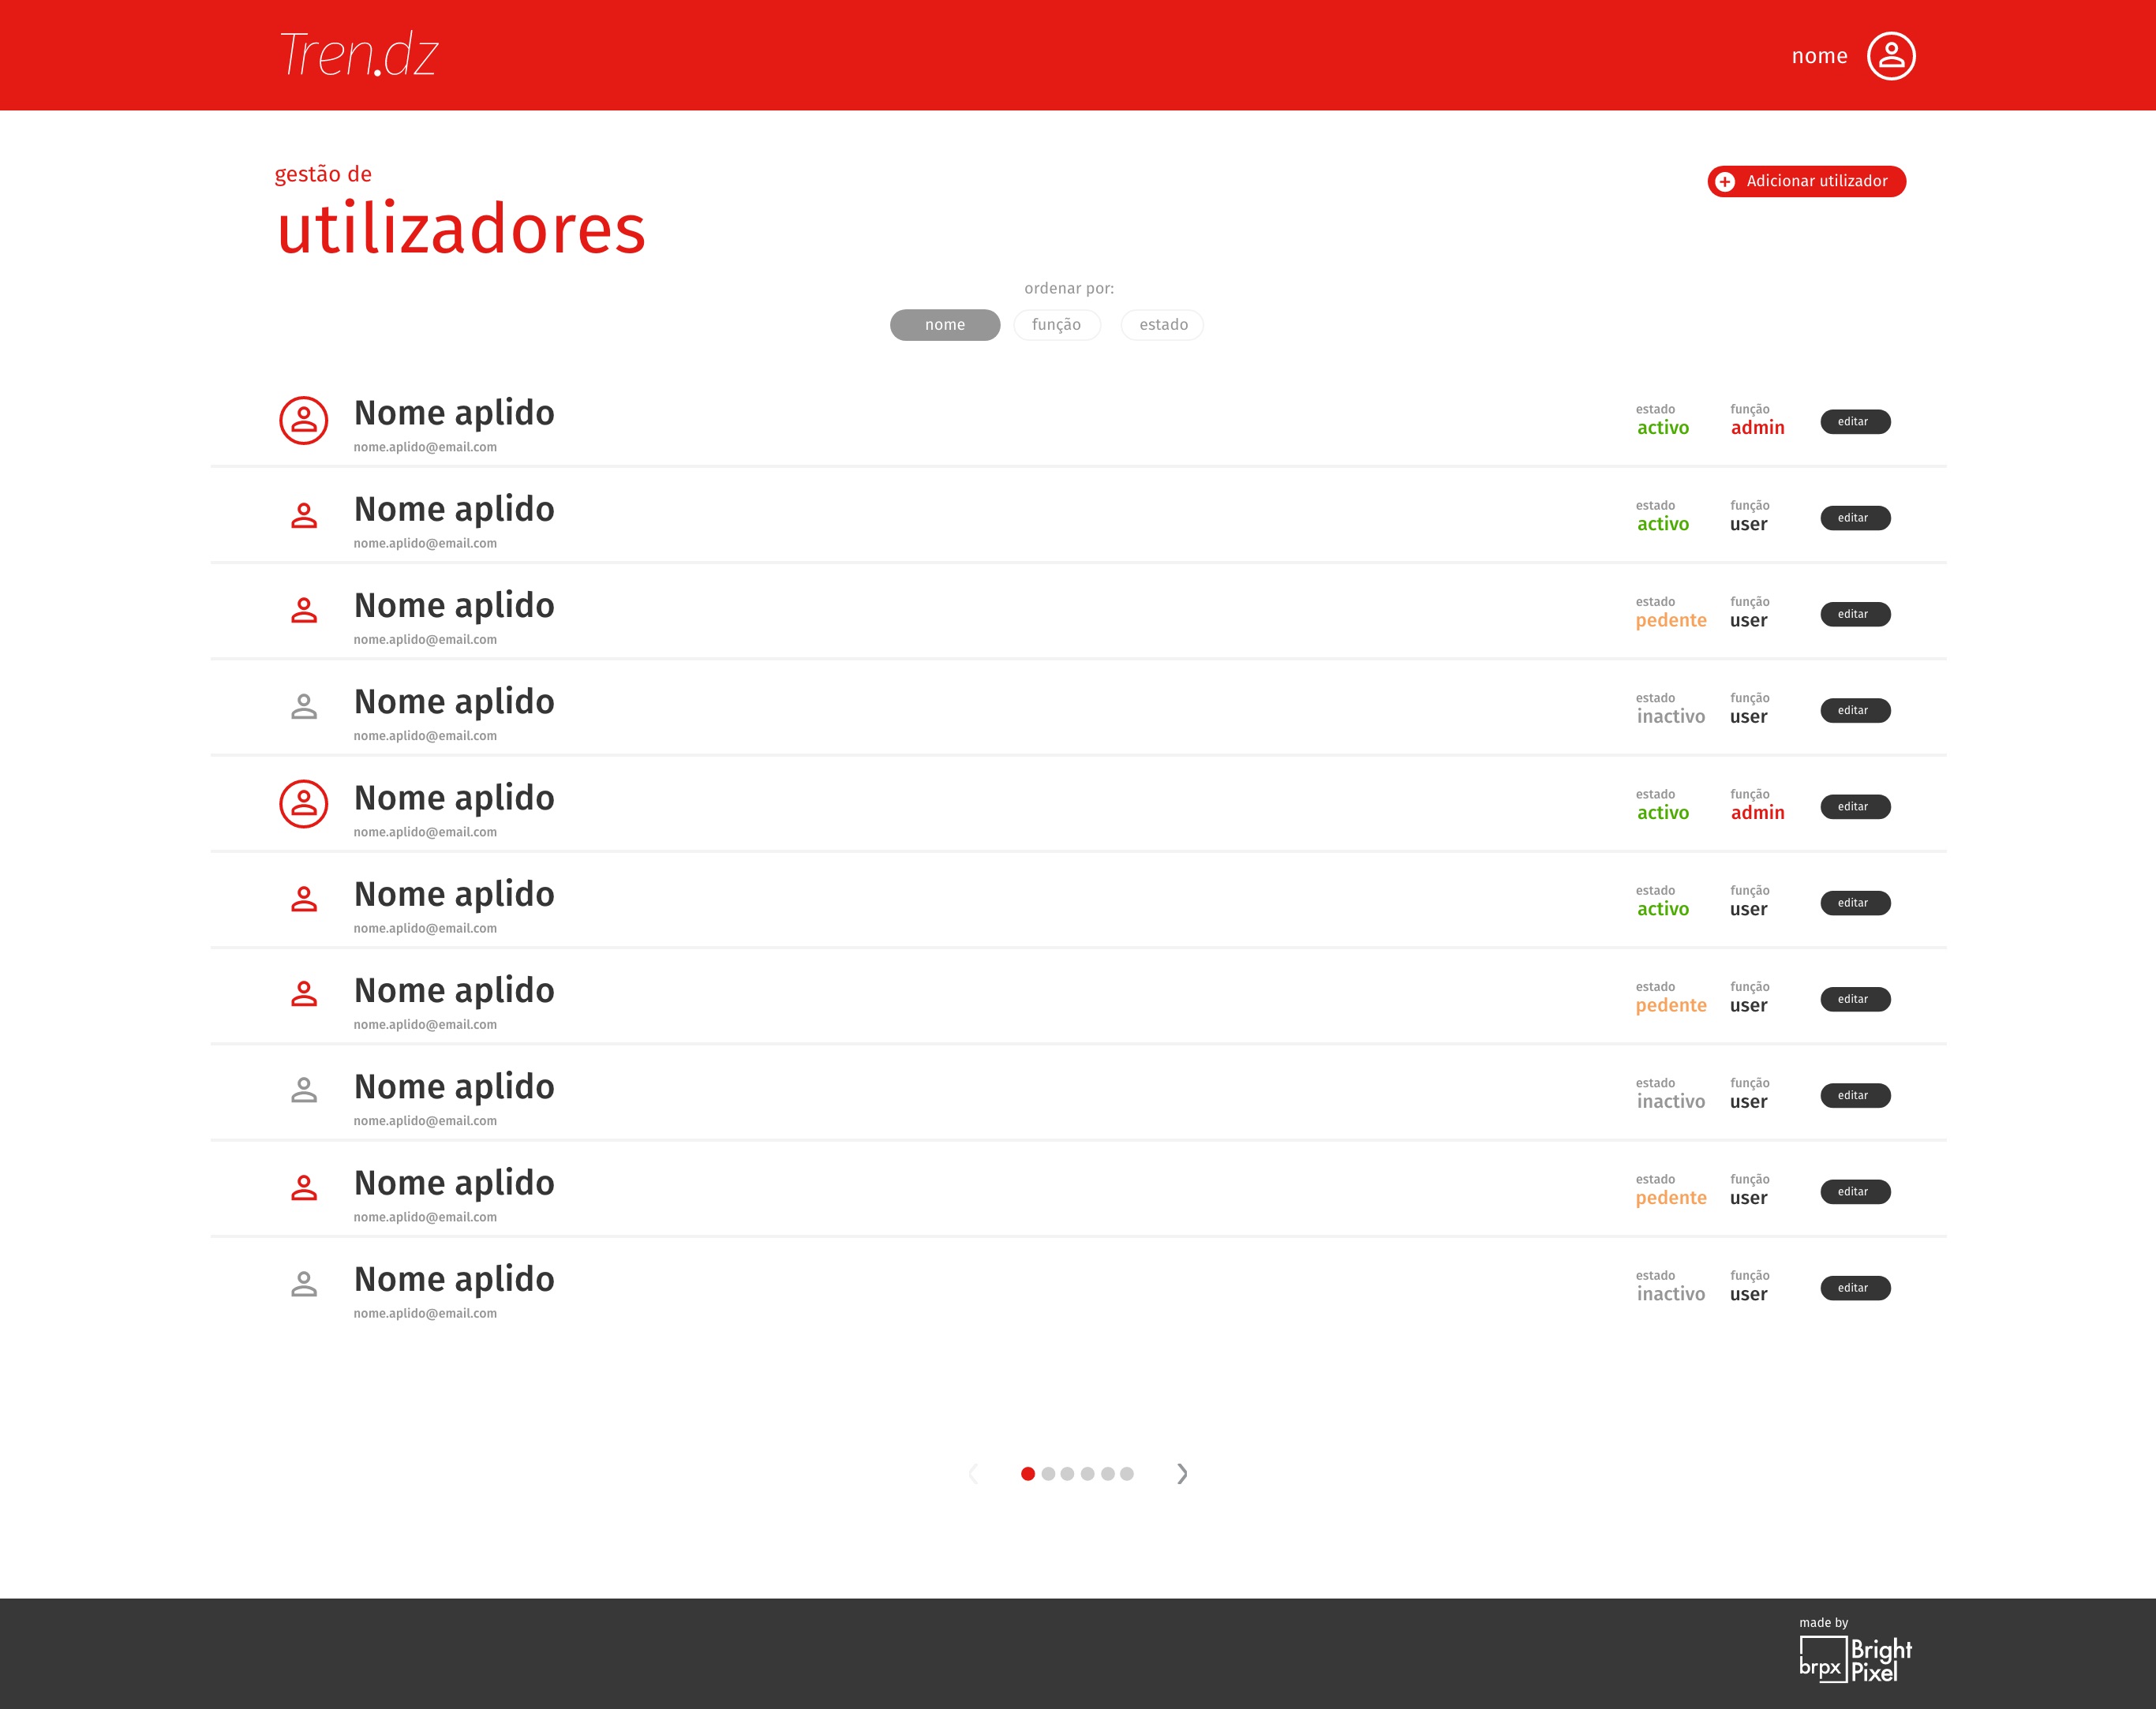 Tren.dz
nome
gestão de
utilizadores
Adicionar utilizador
ordenar por:
nome função estado
Nome aplido
nome.aplido@email.com
estado função
activo admin
editar
Nome aplido
nome.aplido@email.com
estado função
activo user
editar
Nome aplido
nome.aplido@email.com
estado função
pedente user
editar
Nome aplido
nome.aplido@email.com
estado função
inactivo user
editar
Nome aplido
nome.aplido@email.com
estado função
activo admin
editar
Nome aplido
nome.aplido@email.com
estado função
activo user
editar
Nome aplido
nome.aplido@email.com
estado função
pedente user
editar
Nome aplido
nome.aplido@email.com
estado função
inactivo user
editar
Nome aplido
nome.aplido@email.com
estado função
pedente user
editar
Nome aplido
nome.aplido@email.com
estado função
inactivo user
editar
made by
brpx
Bright
Pixel